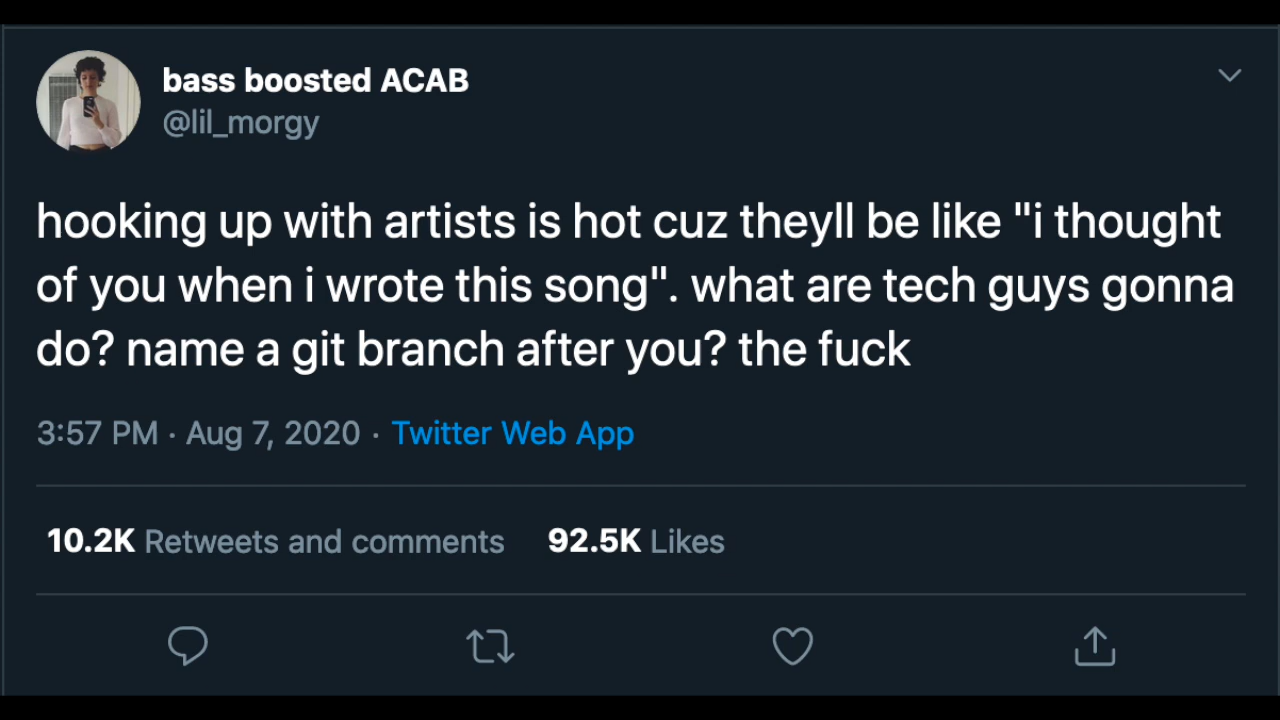 bass boosted ACAB
@lil_morgy
hooking up with artists is hot cuz theyll be like "i thought
of you when i wrote this song". what are tech guys gonna
do? name a git branch after you? the fuck
3:57 PM · Aug 7, 2020 · Twitter Web App
10.2K Retweets and comments 92.5K Likes